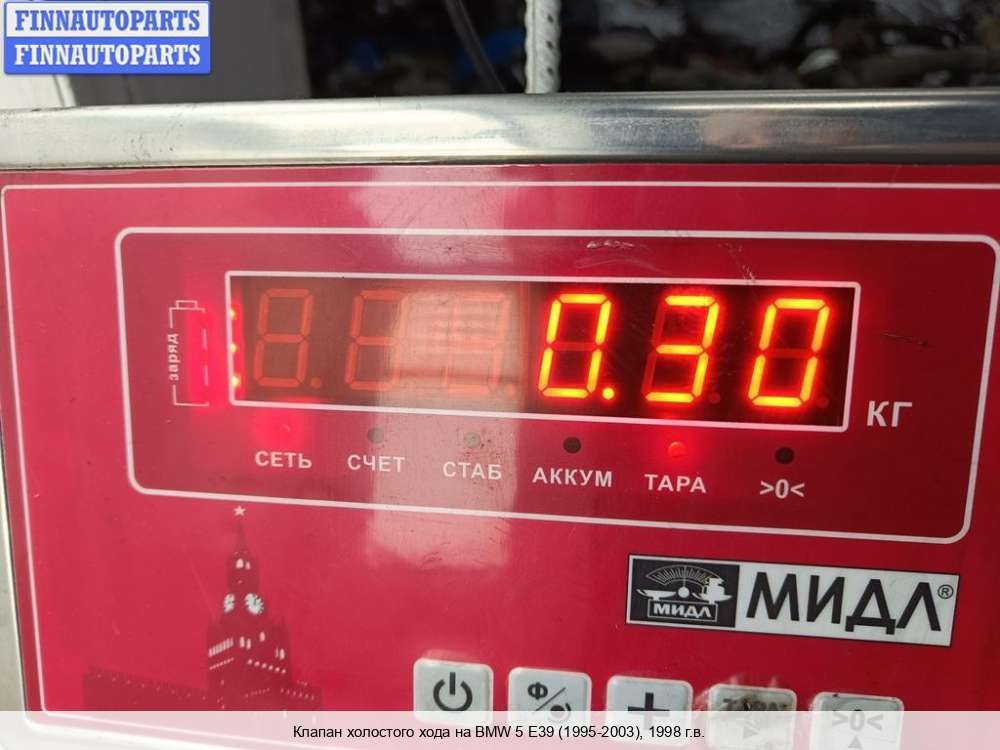 FINNAUTOPARTS
FINNAUTOPARTS
заряд
0.30
КГ
СЕТЬ СЧЕТ СТАБ АККУМ ТАРА >0<
МИДЛ МИДЛ®
Ф
+
>T<
>0<
Клапан холостого хода на BMW 5 E39 (1995-2003), 1998 г.в.